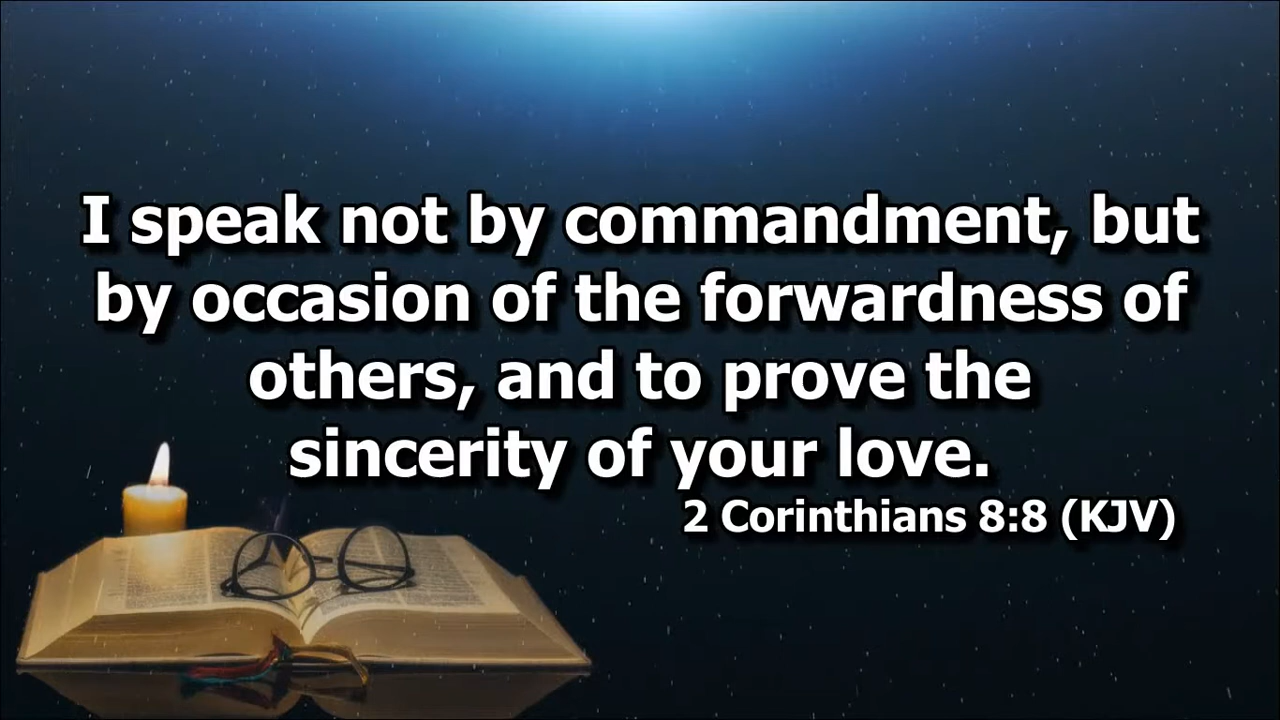 I speak not by commandment, but
by occasion of the forwardness of
others, and to prove the
sincerity of your love.
2 Corinthians 8:8 (KJV)